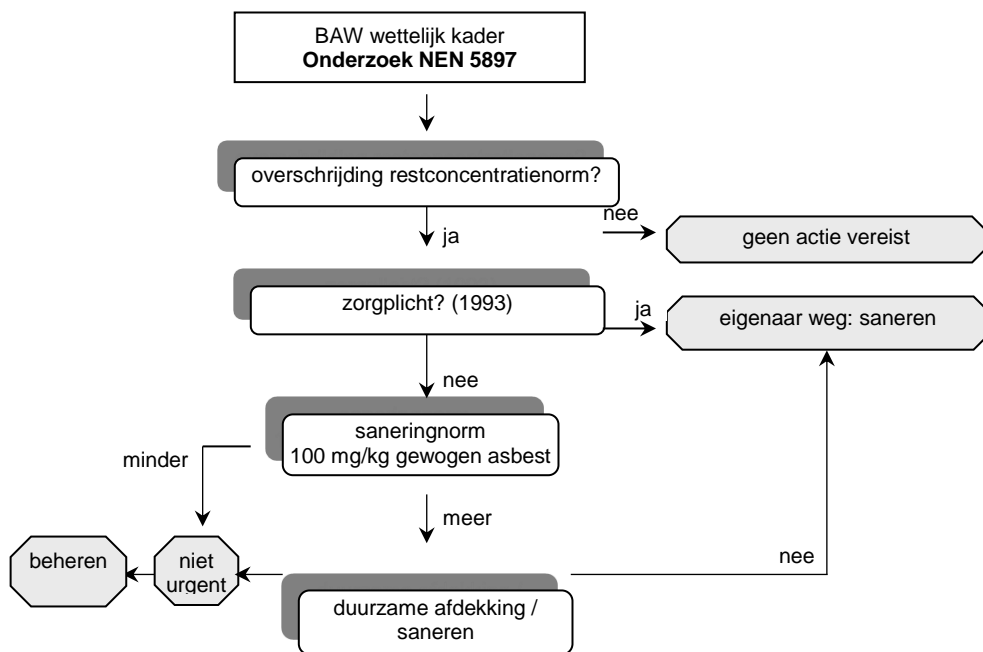 BAW wettelijk kader
Onderzoek NEN 5897
overschrijding restconcentratienorm?
nee
ja
geen actie vereist
zorgplicht? (1993)
ja
eigenaar weg: saneren
nee
saneringnorm
100 mg/kg gewogen asbest
minder
meer
beheren
niet
urgent
nee
duurzame afdekking /
saneren